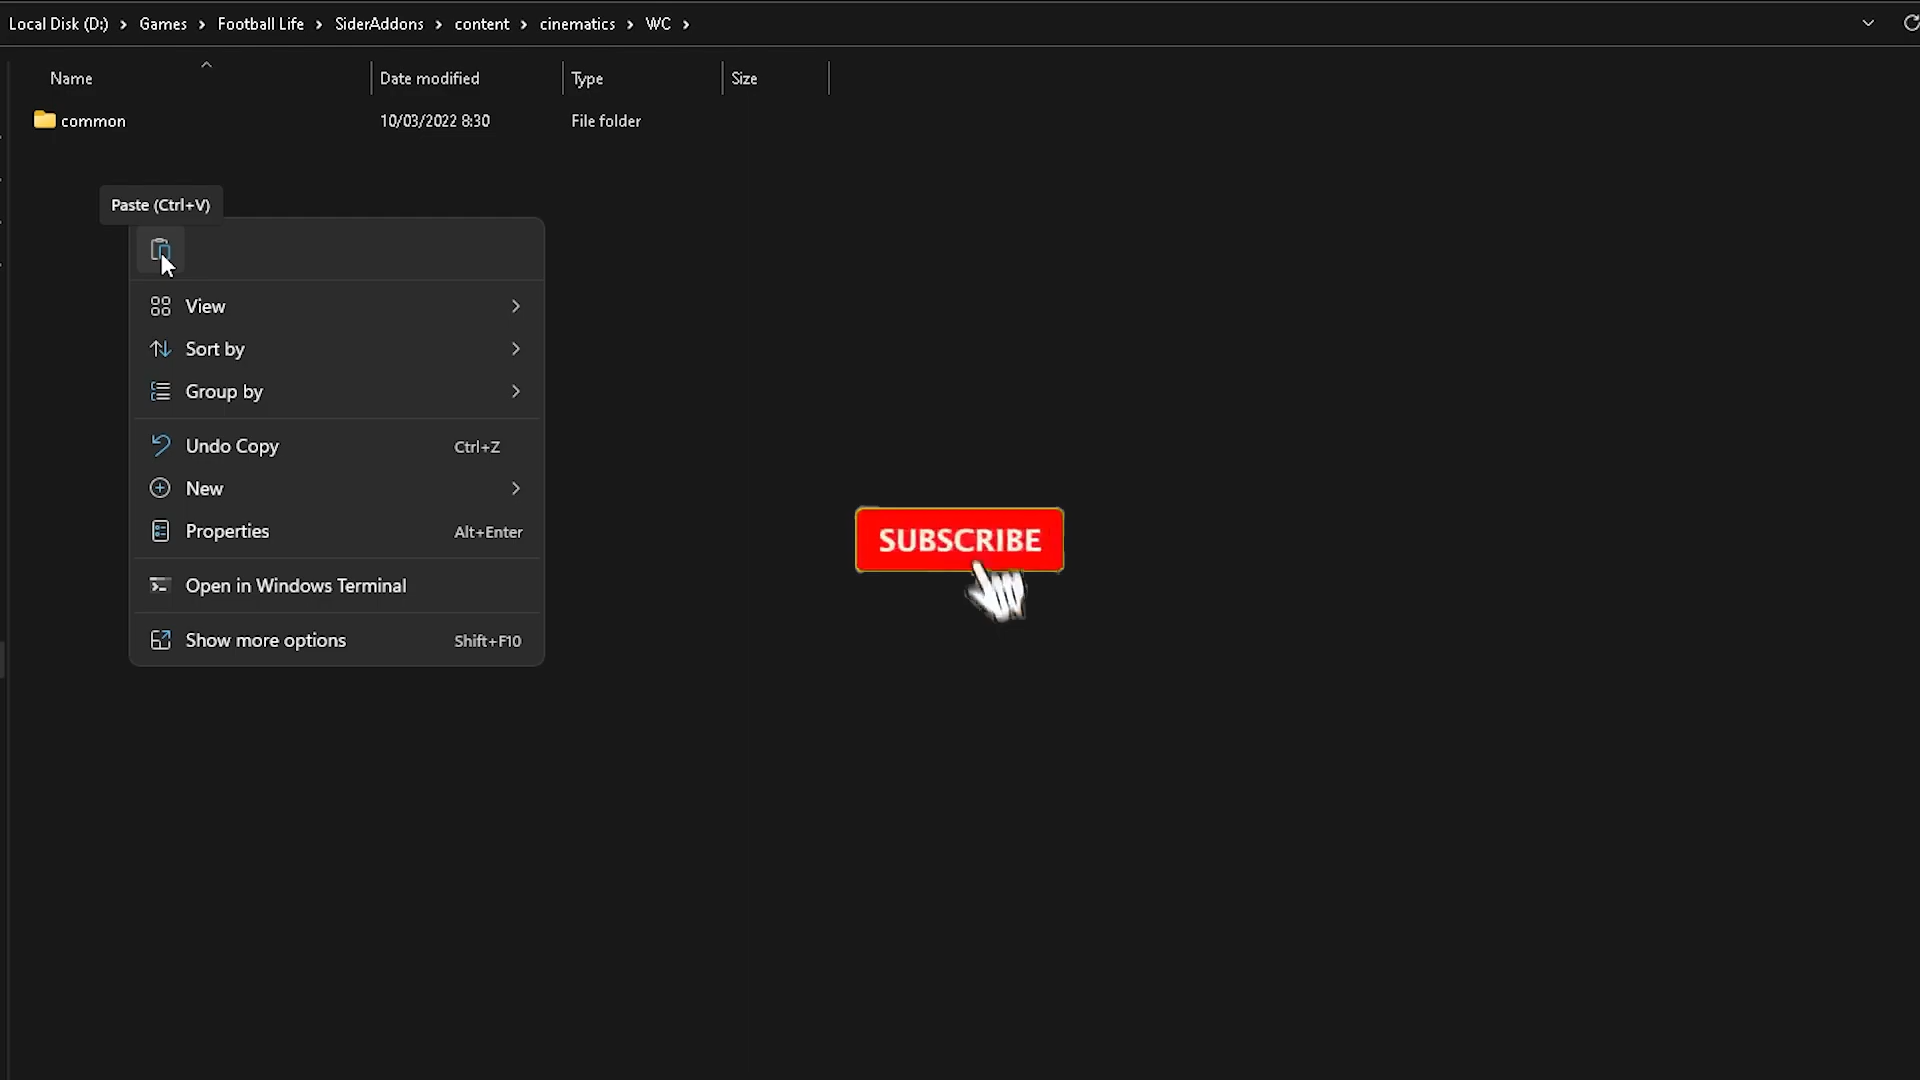 Local Disk (D:) > Games > Football Life > SiderAddons > content > cinematics > WC >
Name Date modified Type Size
common 10/03/2022 8:30 File folder
Paste (Ctrl+V)
View
Sort by
Group by
Undo Copy Ctrl+Z
New
Properties Alt+Enter
Open in Windows Terminal
Show more options Shift+F10
SUBSCRIBE